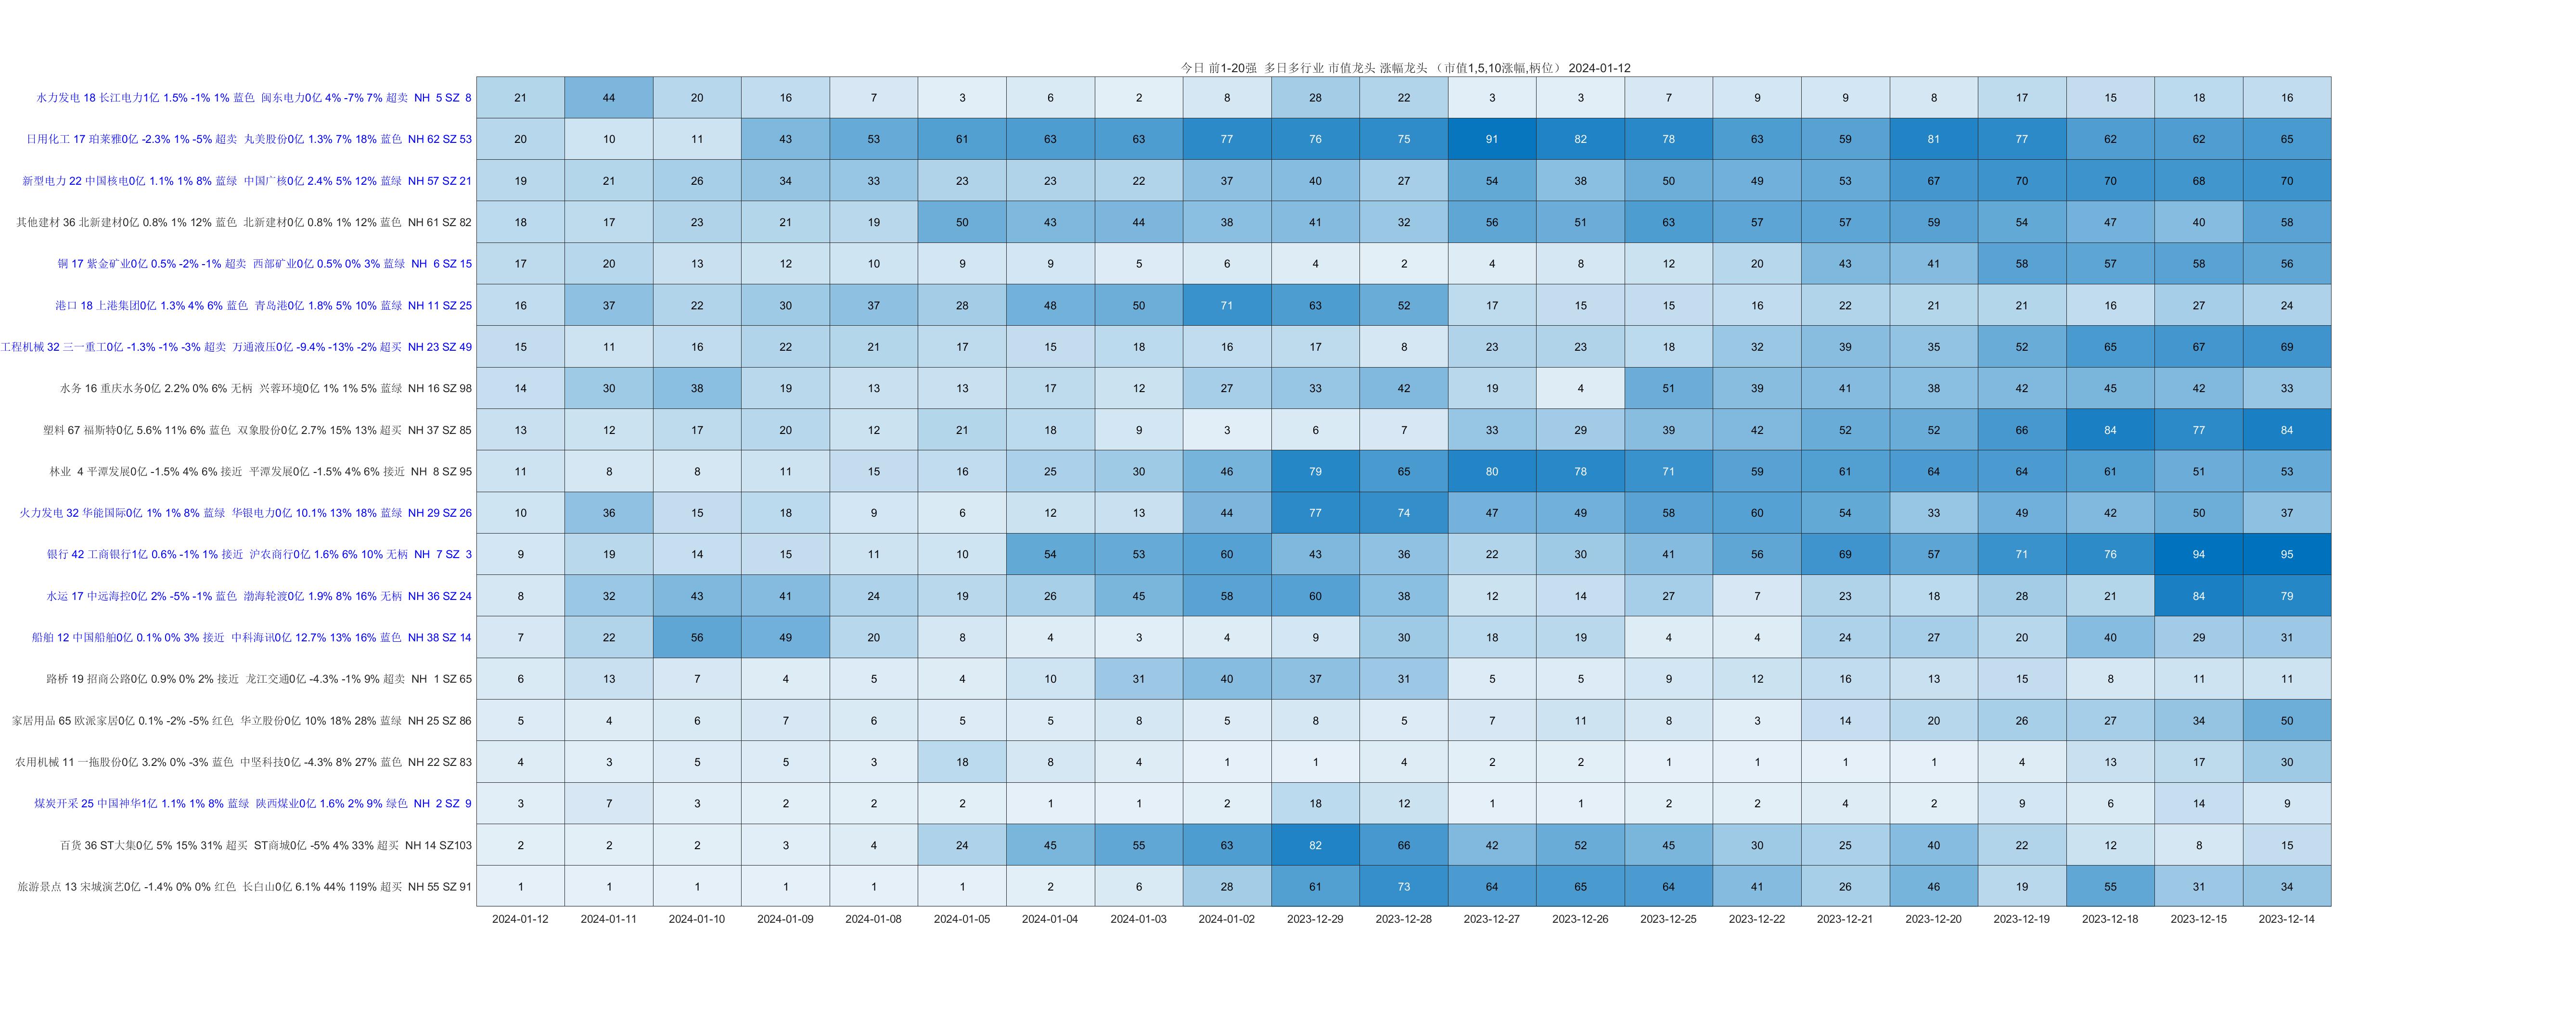 今日 前1-20强 多日多行业 市值龙头 涨幅龙头 （市值1,5,10涨幅,柄位） 2024-01-12
水力发电 18 长江电力1亿 1.5% -1% 1% 蓝色 闽东电力0亿 4% -7% 7% 超卖 NH 5 SZ 8 21 44 20 16 7 3 6 2 8 28 22 3 3 7 9 9 8 17 15 18 16
日用化工 17 珀莱雅0亿 -2.3% 1% -5% 超卖 丸美股份0亿 1.3% 7% 18% 蓝色 NH 62 SZ 53 20 10 11 43 53 61 63 63 77 76 75 91 82 78 63 59 81 77 62 62 65
新型电力 22 中国核电0亿 1.1% 1% 8% 蓝绿 中国广核0亿 2.4% 5% 12% 蓝绿 NH 57 SZ 21 19 21 26 34 33 23 23 22 37 40 27 54 38 50 49 53 67 70 70 68 70
其他建材 36 北新建材0亿 0.8% 1% 12% 蓝色 北新建材0亿 0.8% 1% 12% 蓝色 NH 61 SZ 82 18 17 23 21 19 50 43 44 38 41 32 56 51 63 57 57 59 54 47 40 58
铜 17 紫金矿业0亿 0.5% -2% -1% 超卖 西部矿业0亿 0.5% 0% 3% 蓝绿 NH 6 SZ 15 17 20 13 12 10 9 9 5 6 4 2 4 8 12 20 43 41 58 57 58 56
港口 18 上港集团0亿 1.3% 4% 6% 蓝色 青岛港0亿 1.8% 5% 10% 蓝绿 NH 11 SZ 25 16 37 22 30 37 28 48 50 71 63 52 17 15 15 16 22 21 21 16 27 24
工程机械 32 三一重工0亿 -1.3% -1% -3% 超卖 万通液压0亿 -9.4% -13% -2% 超买 NH 23 SZ 49 15 11 16 22 21 17 15 18 16 17 8 23 23 18 32 39 35 52 65 67 69
水务 16 重庆水务0亿 2.2% 0% 6% 无柄 兴蓉环境0亿 1% 1% 5% 蓝绿 NH 16 SZ 98 14 30 38 19 13 13 17 12 27 33 42 19 4 51 39 41 38 42 45 42 33
塑料 67 福斯特0亿 5.6% 11% 6% 蓝色 双象股份0亿 2.7% 15% 13% 超买 NH 37 SZ 85 13 12 17 20 12 21 18 9 3 6 7 33 29 39 42 52 52 66 84 77 84
林业 4 平潭发展0亿 -1.5% 4% 6% 接近 平潭发展0亿 -1.5% 4% 6% 接近 NH 8 SZ 95 11 8 8 11 15 16 25 30 46 79 65 80 78 71 59 61 64 64 61 51 53
火力发电 32 华能国际0亿 1% 1% 8% 蓝绿 华银电力0亿 10.1% 13% 18% 蓝绿 NH 29 SZ 26 10 36 15 18 9 6 12 13 44 77 74 47 49 58 60 54 33 49 42 50 37
银行 42 工商银行1亿 0.6% -1% 1% 接近 沪农商行0亿 1.6% 6% 10% 无柄 NH 7 SZ 3 9 19 14 15 11 10 54 53 60 43 36 22 30 41 56 69 57 71 76 94 95
水运 17 中远海控0亿 2% -5% -1% 蓝色 渤海轮渡0亿 1.9% 8% 16% 无柄 NH 36 SZ 24 8 32 43 41 24 19 26 45 58 60 38 12 14 27 7 23 18 28 21 84 79
船舶 12 中国船舶0亿 0.1% 0% 3% 接近 中科海讯0亿 12.7% 13% 16% 蓝色 NH 38 SZ 14 7 22 56 49 20 8 4 3 4 9 30 18 19 4 4 24 27 20 40 29 31
路桥 19 招商公路0亿 0.9% 0% 2% 接近 龙江交通0亿 -4.3% -1% 9% 超卖 NH 1 SZ 65 6 13 7 4 5 4 10 31 40 37 31 5 5 9 12 16 13 15 8 11 11
家居用品 65 欧派家居0亿 0.1% -2% -5% 红色 华立股份0亿 10% 18% 28% 蓝绿 NH 25 SZ 86 5 4 6 7 6 5 5 8 5 8 5 7 11 8 3 14 20 26 27 34 50
农用机械 11 一拖股份0亿 3.2% 0% -3% 蓝色 中坚科技0亿 -4.3% 8% 27% 蓝色 NH 22 SZ 83 4 3 5 5 3 18 8 4 1 1 4 2 2 1 1 1 1 4 13 17 30
煤炭开采 25 中国神华1亿 1.1% 1% 8% 蓝绿 陕西煤业0亿 1.6% 2% 9% 绿色 NH 2 SZ 9 3 7 3 2 2 2 1 1 2 18 12 1 1 2 2 4 2 9 6 14 9
百货 36 ST大集0亿 5% 15% 31% 超买 ST商城0亿 -5% 4% 33% 超买 NH 14 SZ103 2 2 2 3 4 24 45 55 63 82 66 42 52 45 30 25 40 22 12 8 15
旅游景点 13 宋城演艺0亿 -1.4% 0% 0% 红色 长白山0亿 6.1% 44% 119% 超买 NH 55 SZ 91 1 1 1 1 1 1 2 6 28 61 73 64 65 64 41 26 46 19 55 31 34
2024-01-12 2024-01-11 2024-01-10 2024-01-09 2024-01-08 2024-01-05 2024-01-04 2024-01-03 2024-01-02 2023-12-29 2023-12-28 2023-12-27 2023-12-26 2023-12-25 2023-12-22 2023-12-21 2023-12-20 2023-12-19 2023-12-18 2023-12-15 2023-12-14